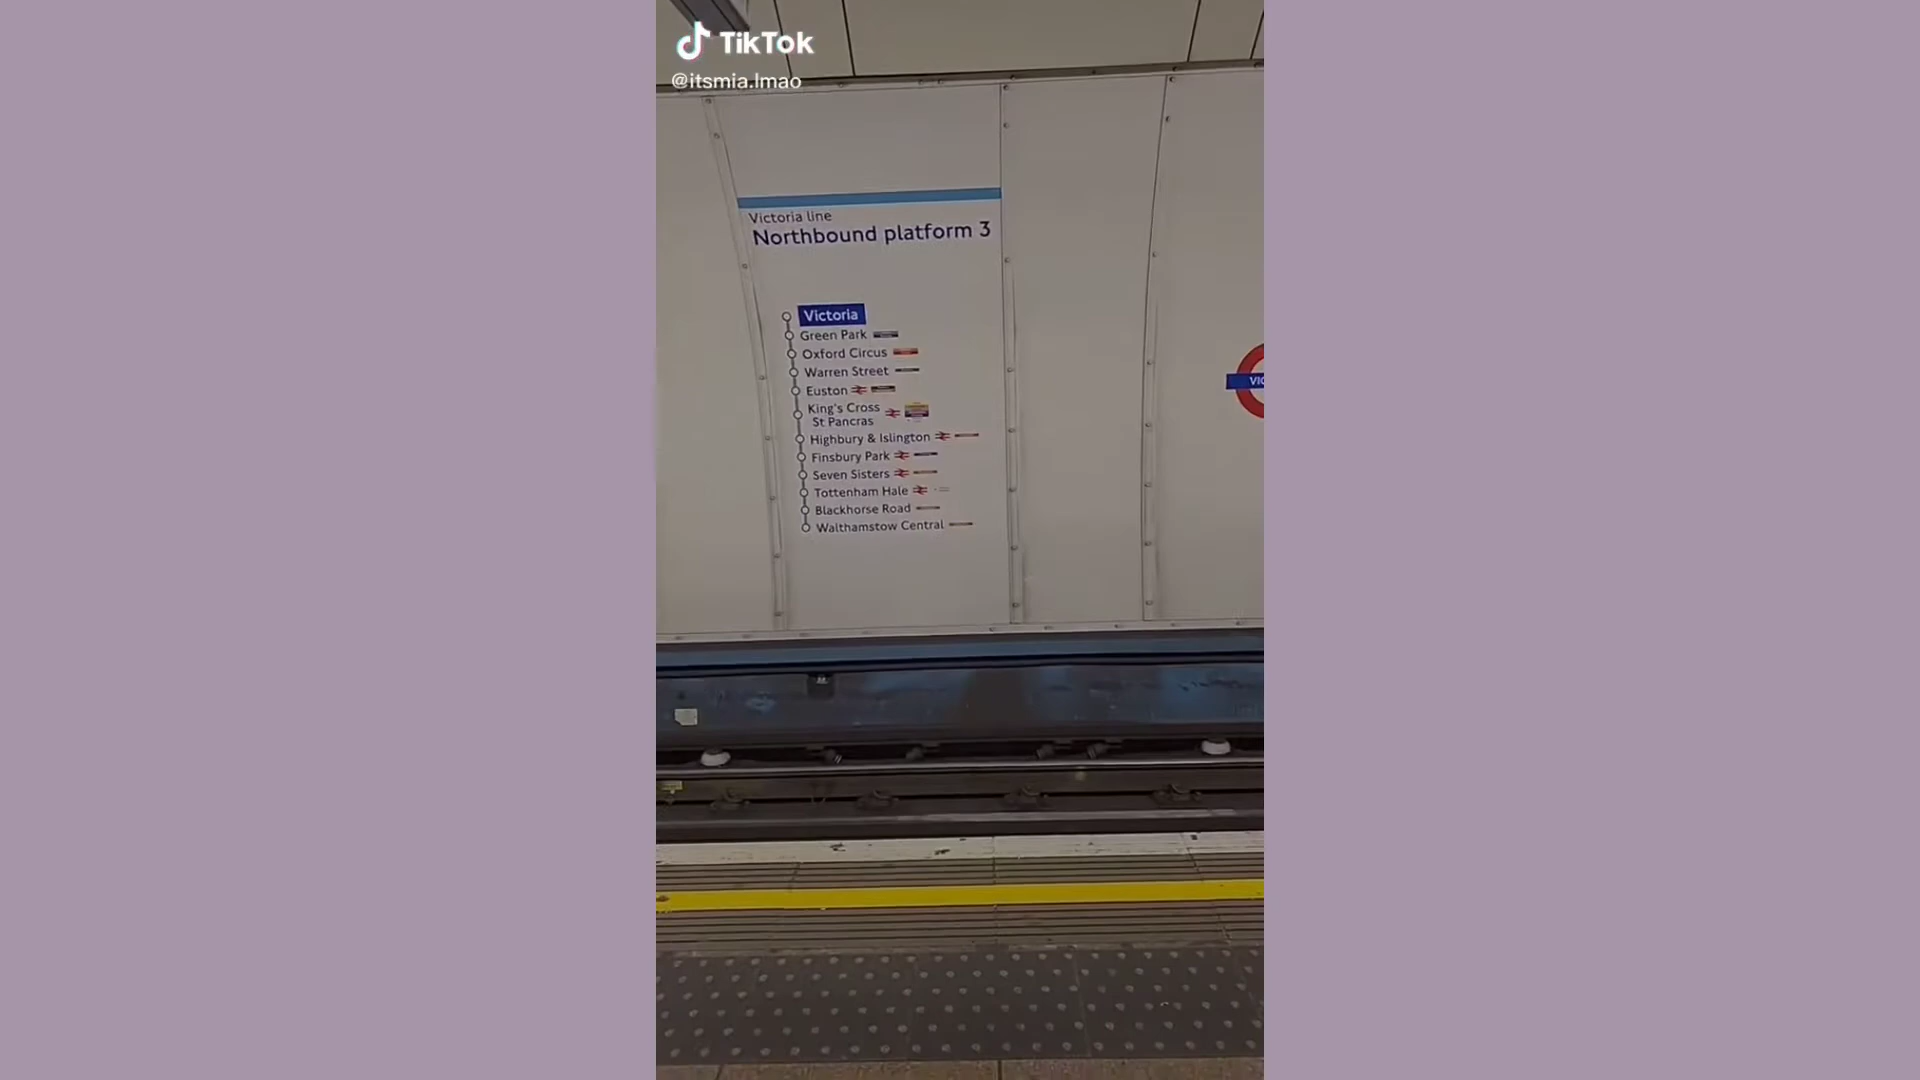 TikTok
@itsmia.lmao
Victoria line
Northbound platform 3
Victoria
Green Park
Oxford Circus
Warren Street
Euston
King's Cross
St Pancras
Highbury & Islington
Finsbury Park
Seven Sisters
Tottenham Hale
Blackhorse Road
Walthamstow Central
VIC